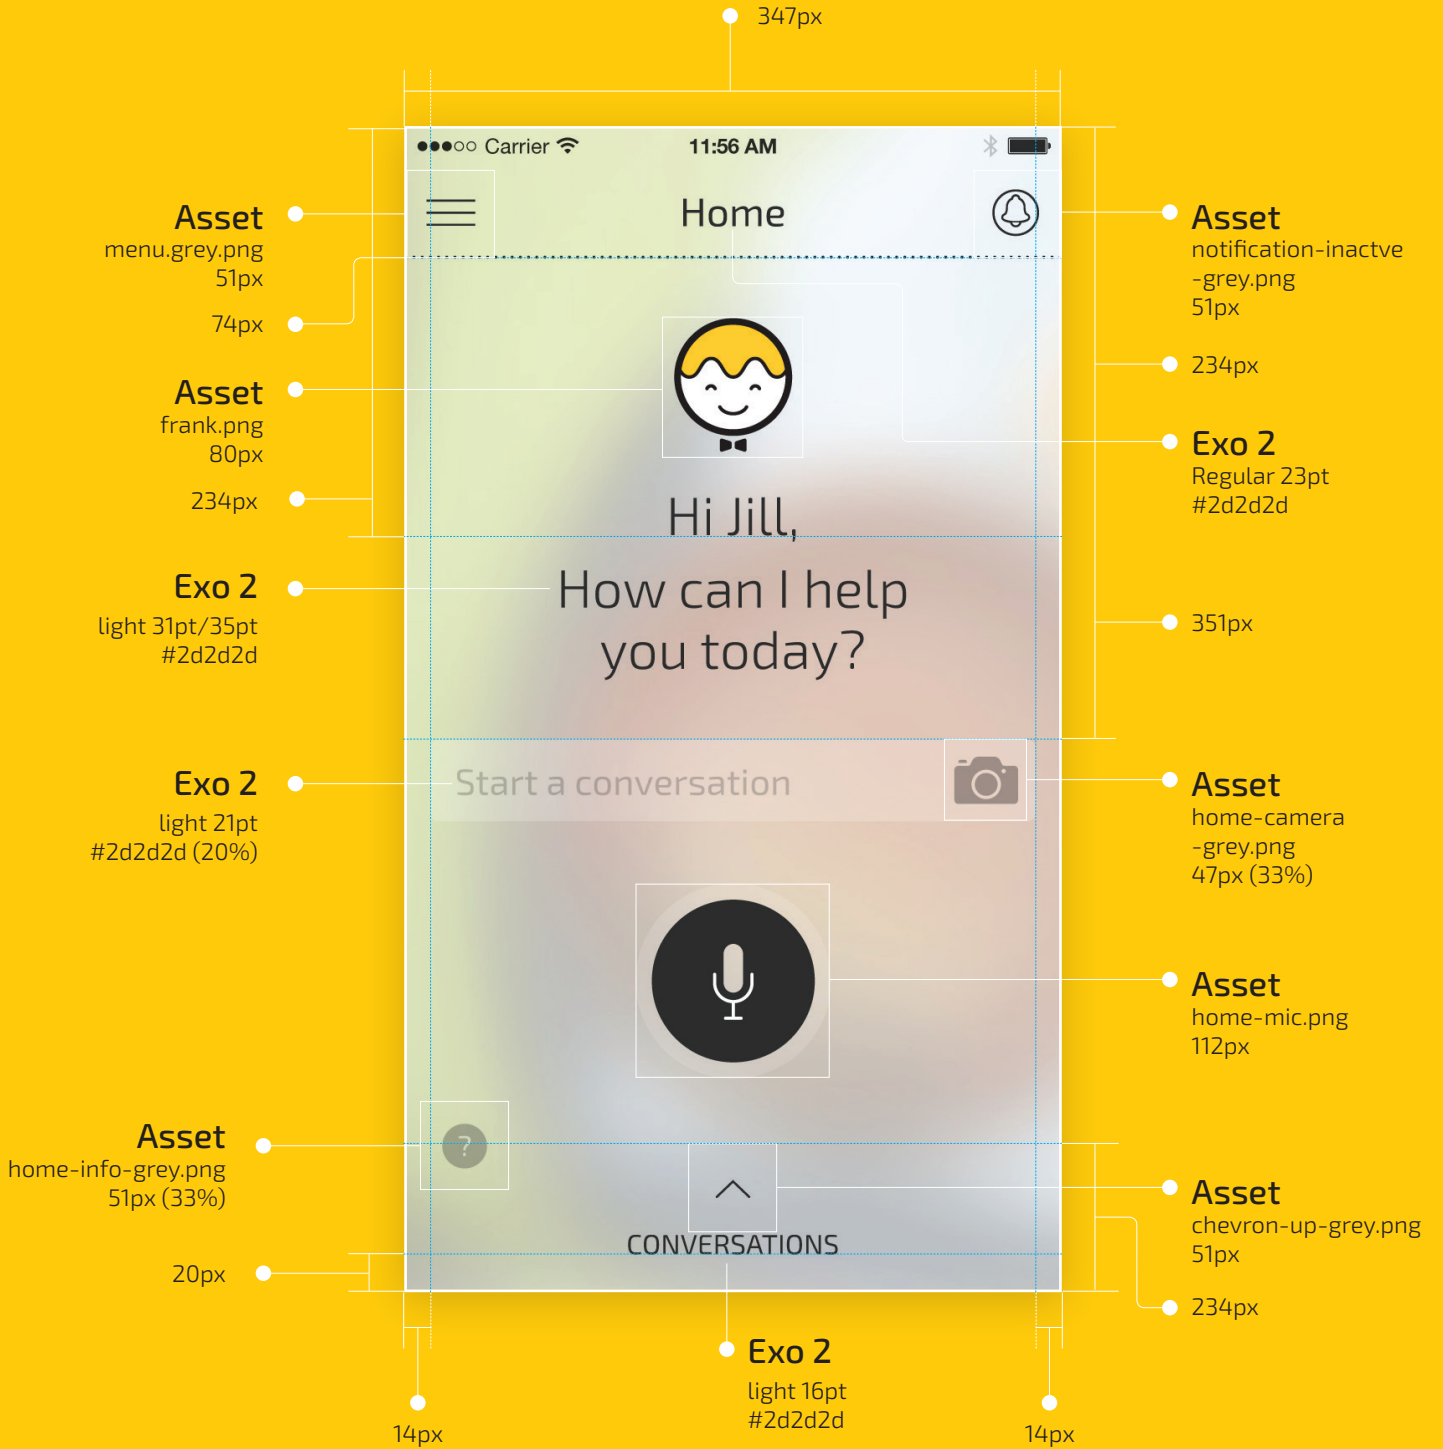 347px
Carrier
11:56 AM
Home
Asset
menu.grey.png
51px
74px
Asset
frank.png
80px
234px
Exo 2
light 31pt/35pt
#2d2d2d
Exo 2
light 21pt
#2d2d2d (20%)
Asset
home-info-grey.png
51px (33%)
20px
14px
Hi Jill,
How can I help
you today?
Start a conversation
?
CONVERSATIONS
Exo 2
light 16pt
#2d2d2d
Asset
notification-inactve
-grey.png
51px
234px
Exo 2
Regular 23pt
#2d2d2d
351px
Asset
home-camera
-grey.png
47px (33%)
Asset
home-mic.png
112px
Asset
chevron-up-grey.png
51px
234px
14px